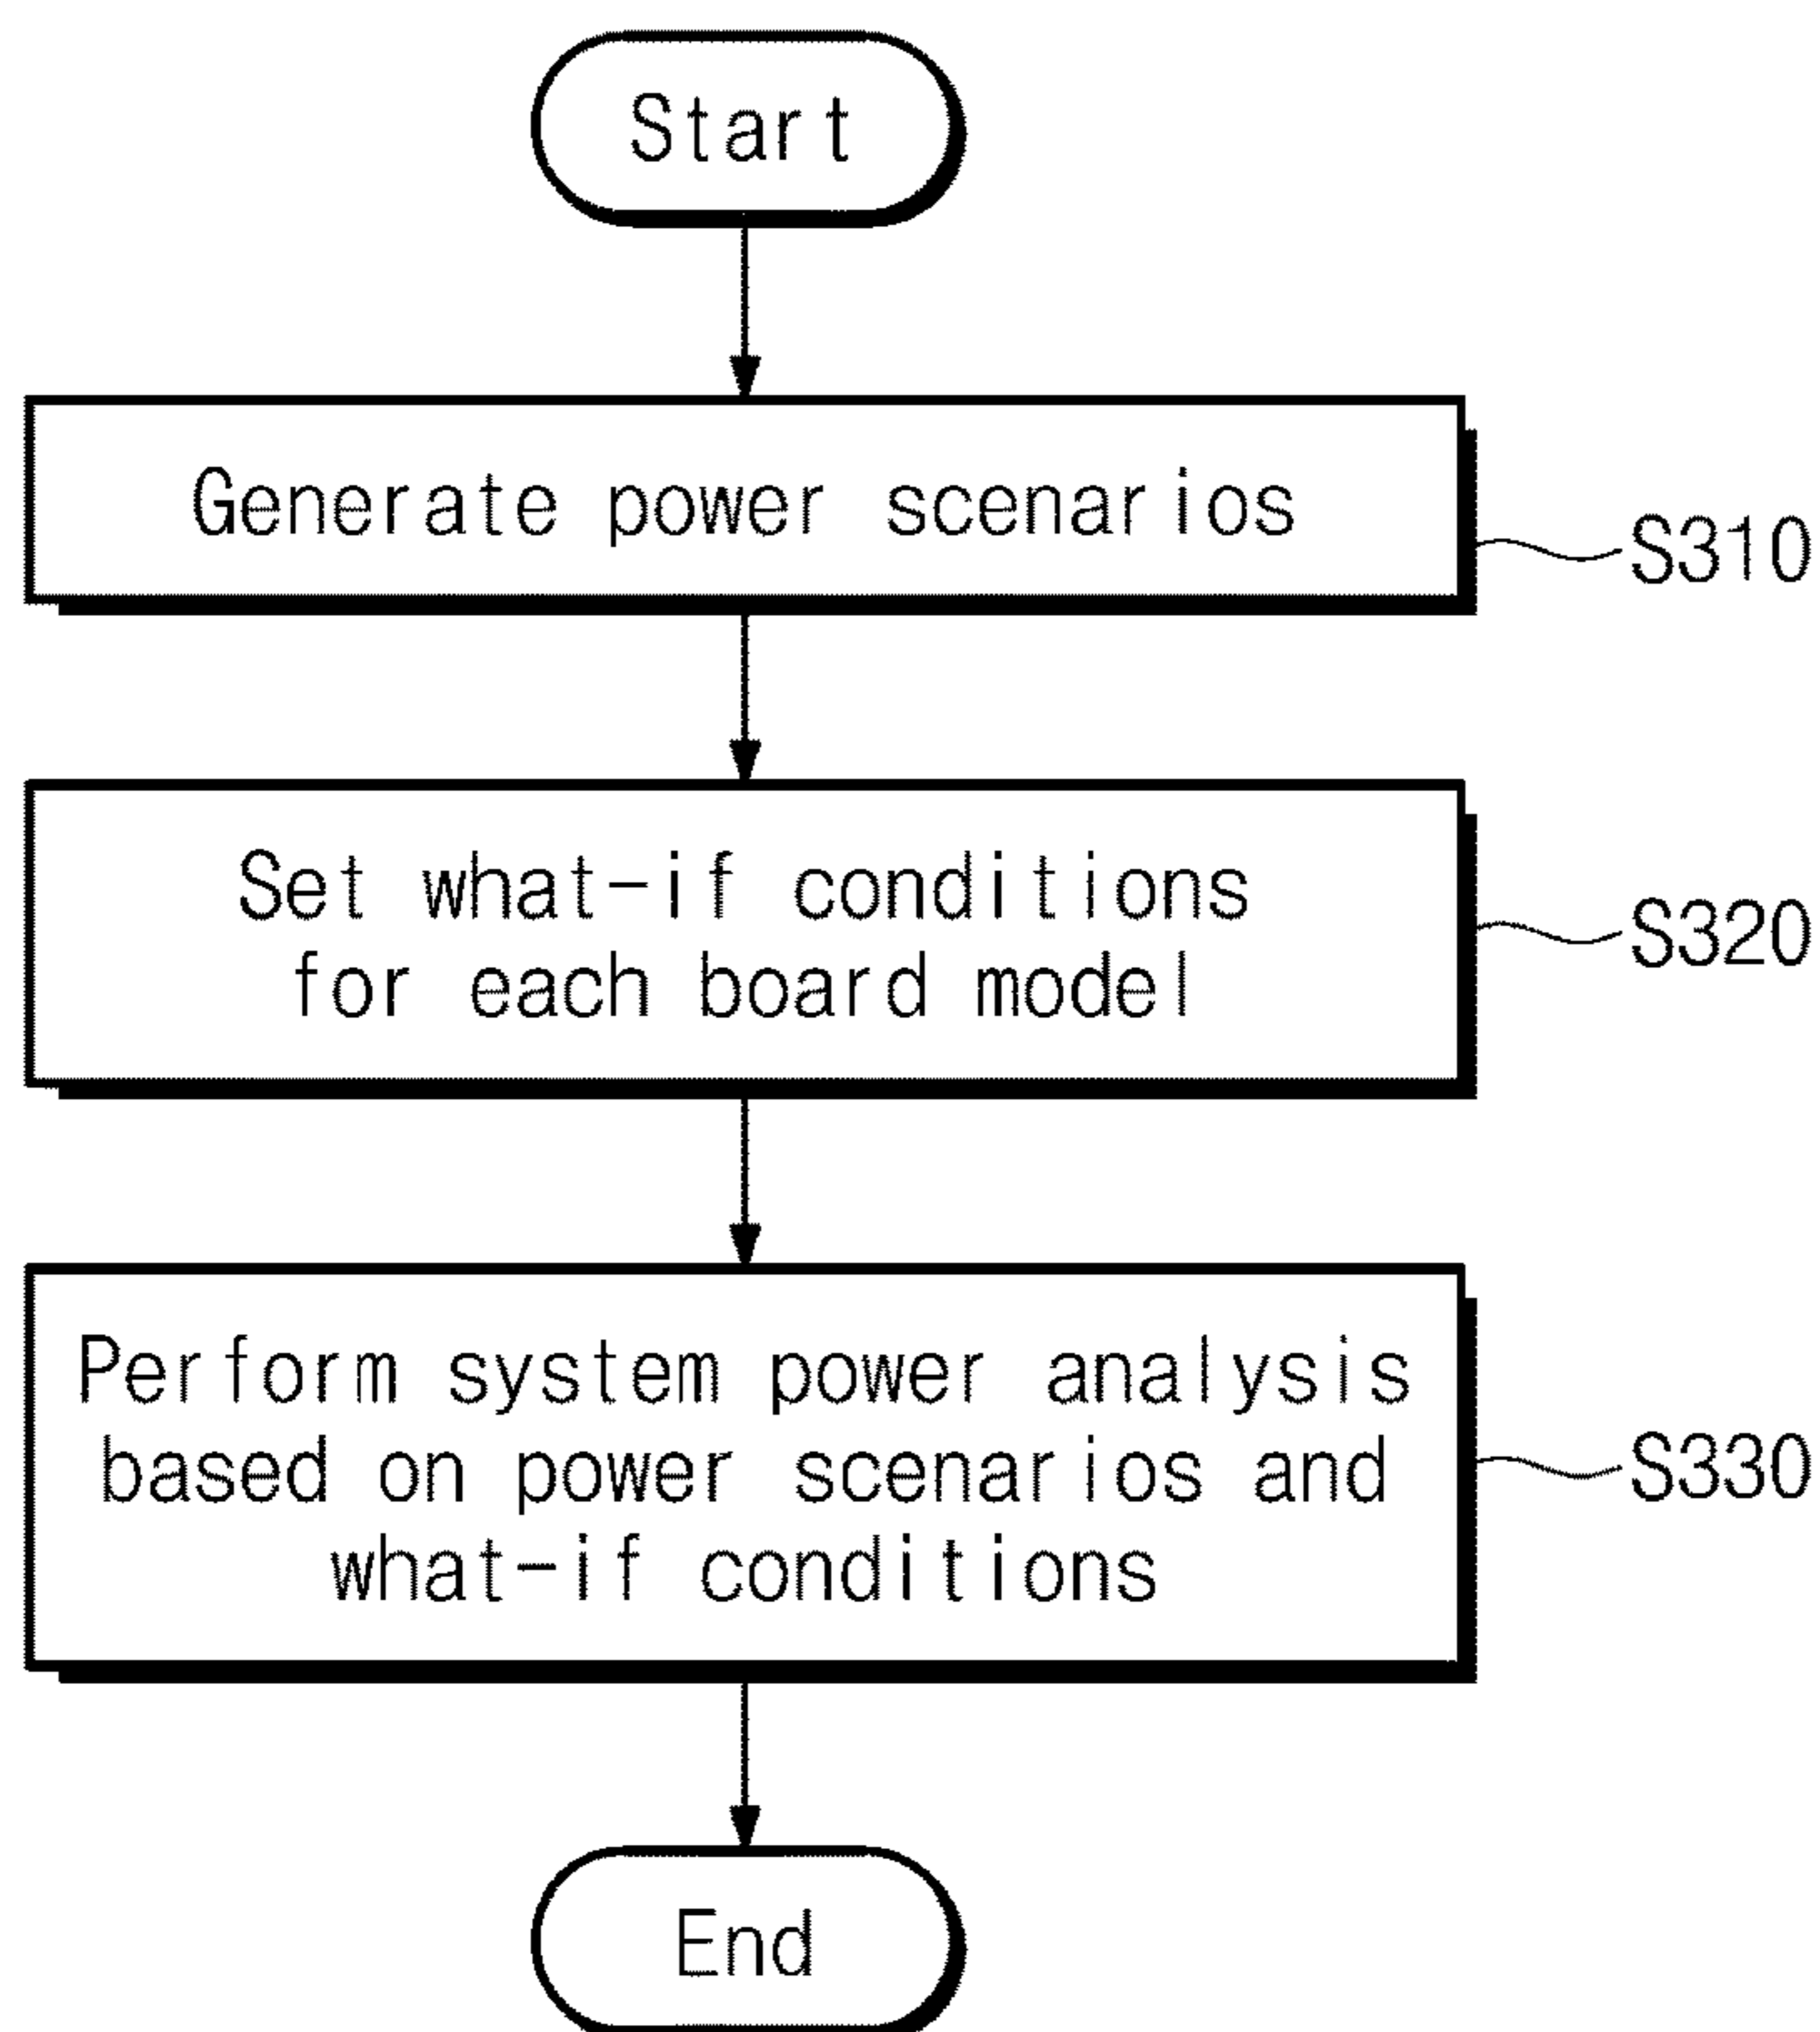 Start
Generate power scenarios
S310
Set what-if conditions
for each board model
S320
Perform system power analysis
based on power scenarios and
what-if conditions
S330
End